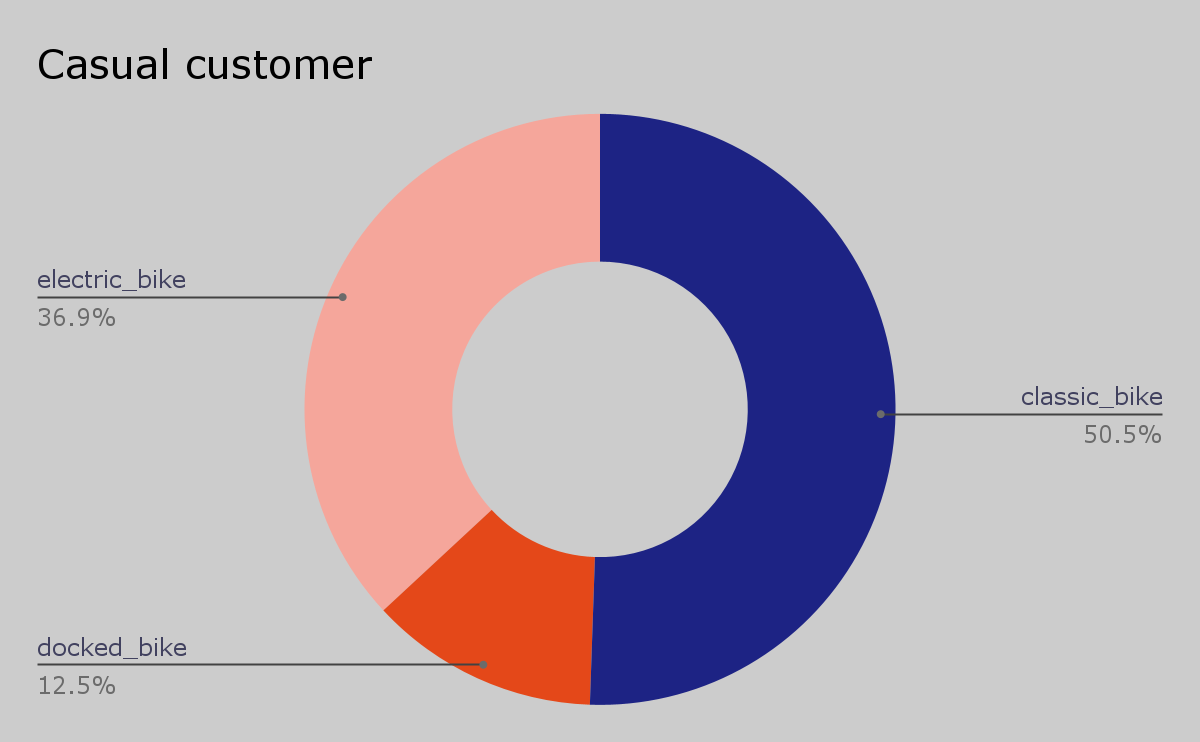 Casual customer
electric_bike
36.9%
classic_bike
50.5%
docked_bike
12.5%